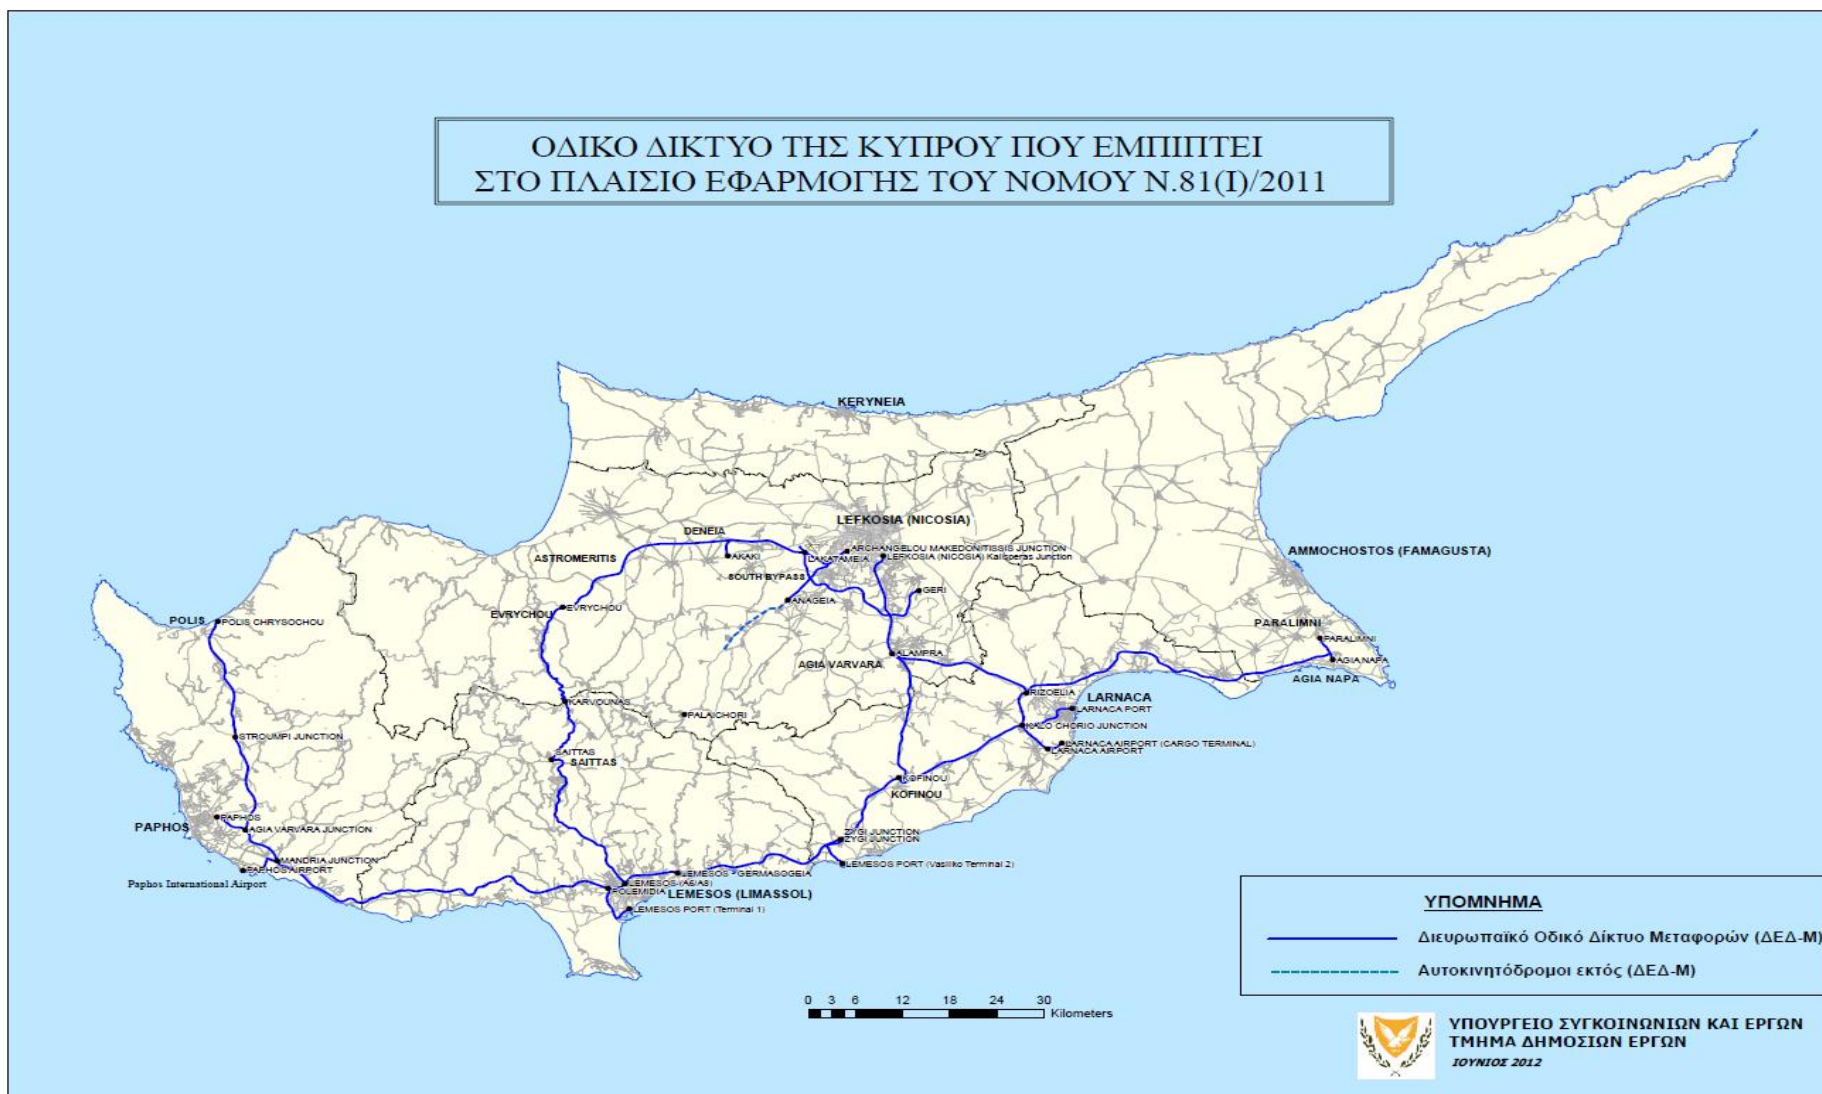 ΟΔΙΚΟ ΔΙΚΤΥΟ ΤΗΣ ΚΥΠΡΟΥ ΠΟΥ ΕΜΠΙΠΤΕΙ
ΣΤΟ ΠΛΑΙΣΙΟ ΕΦΑΡΜΟΓΗΣ ΤΟΥ ΝΟΜΟΥ Ν.81(Ι)/2011
KERYNEIA
LEFKOSIA (NICOSIA)
DENEIA
ASTROMERITIS
AKAKI
LAKATAMEIA
ARCHANGELOU MAKEDONITISSIS JUNCTION
LEFKOSIA (NICOSIA) Kalisperas Junction
AMMOCHOSTOS (FAMAGUSTA)
SOUTH BYPASS
GERI
ANAGEIA
EVRYCHOU
EVRYCHOU
POLIS
POLIS CHRYSOCHOU
PARALIMNI
PARALIMNI
ALAMPRA
AGIA VARVARA
AGIA NAPA
AGIA NAPA
RIZOELIA
LARNACA
KARVOUNAS
LARNACA PORT
PALAICHORI
KALO CHORIO JUNCTION
STROUMPI JUNCTION
LARNACA AIRPORT (CARGO TERMINAL)
LARNACA AIRPORT
SAITTAS
SAITTAS
KOFINOU
KOFINOU
PAPHOS
PAPHOS
AGIA VARVARA JUNCTION
ZYGI JUNCTION
ZYGI JUNCTION
MANDRIA JUNCTION
LEMESOS PORT (Vasiliko Terminal 2)
PAPHOS AIRPORT
Paphos International Airport
LEMESOS - GERMASOGEIA
LEMESOS (A6/A8)
POLEMIDIA
LEMESOS (LIMASSOL)
LEMESOS PORT (Terminal 1)
ΥΠΟΜΝΗΜΑ
Διευρωπαϊκό Οδικό Δίκτυο Μεταφορών (ΔΕΔ-Μ)
Αυτοκινητόδρομοι εκτός (ΔΕΔ-Μ)
0 3 6 12 18 24 30
Kilometers
ΥΠΟΥΡΓΕΙΟ ΣΥΓΚΟΙΝΩΝΙΩΝ ΚΑΙ ΕΡΓΩΝ
ΤΜΗΜΑ ΔΗΜΟΣΙΩΝ ΕΡΓΩΝ
ΙΟΥΝΙΟΣ 2012